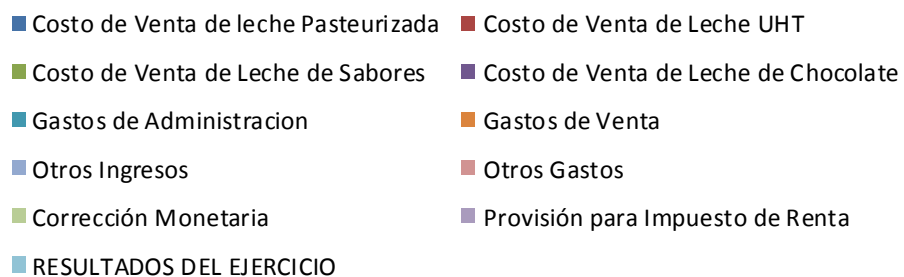 Costo de Venta de leche Pasteurizada Costo de Venta de Leche UHT
Costo de Venta de Leche de Sabores Costo de Venta de Leche de Chocolate
Gastos de Administracion Gastos de Venta
Otros Ingresos Otros Gastos
Corrección Monetaria Provisión para Impuesto de Renta
RESULTADOS DEL EJERCICIO